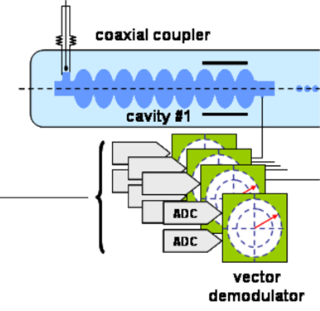 coaxial coupler
cavity #1
ADC
ADC
vector
demodulator